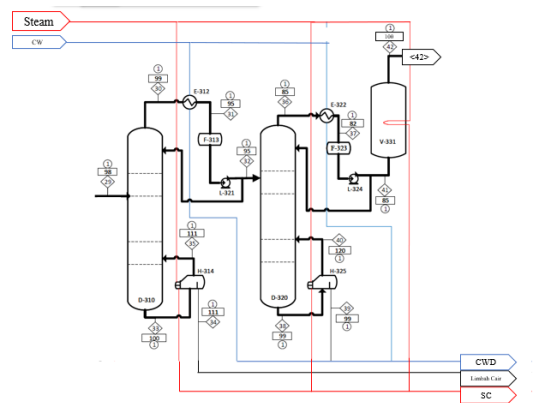 Steam
CW
1
99
30
E-312
1
95
31
F-313
L-321
1
95
32
1
98
29
1
111
35
H-314
1
111
34
D-310
33
100
1
1
85
36
E-322
1
82
37
F-323
L-324
1
100
42
<42>
V-331
41
85
1
40
120
1
H-325
39
99
1
D-320
38
99
1
CWD
Limbah Cair
SC